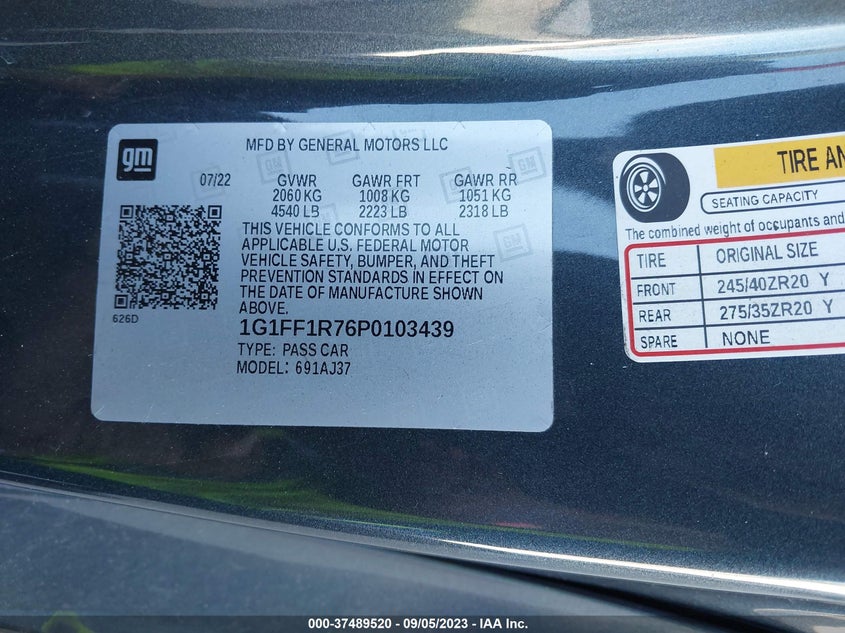 gm
MFD BY GENERAL MOTORS LLC
07/22 GVWR GAWR FRT GAWR RR
2060 KG 1008 KG 1051 KG
4540 LB 2223 LB 2318 LB
THIS VEHICLE CONFORMS TO ALL
APPLICABLE U.S. FEDERAL MOTOR
VEHICLE SAFETY, BUMPER, AND THEFT
PREVENTION STANDARDS IN EFFECT ON
THE DATE OF MANUFACTURE SHOWN
ABOVE.
626D
1G1FF1R76P0103439
TYPE: PASS CAR
MODEL: 691AJ37
TIRE AN
SEATING CAPACITY
The combined weight of occupants and
TIRE ORIGINAL SIZE
FRONT 245/40ZR20 Y
REAR 275/35ZR20 Y
SPARE NONE
000-37489520 - 09/05/2023 - IAA Inc.